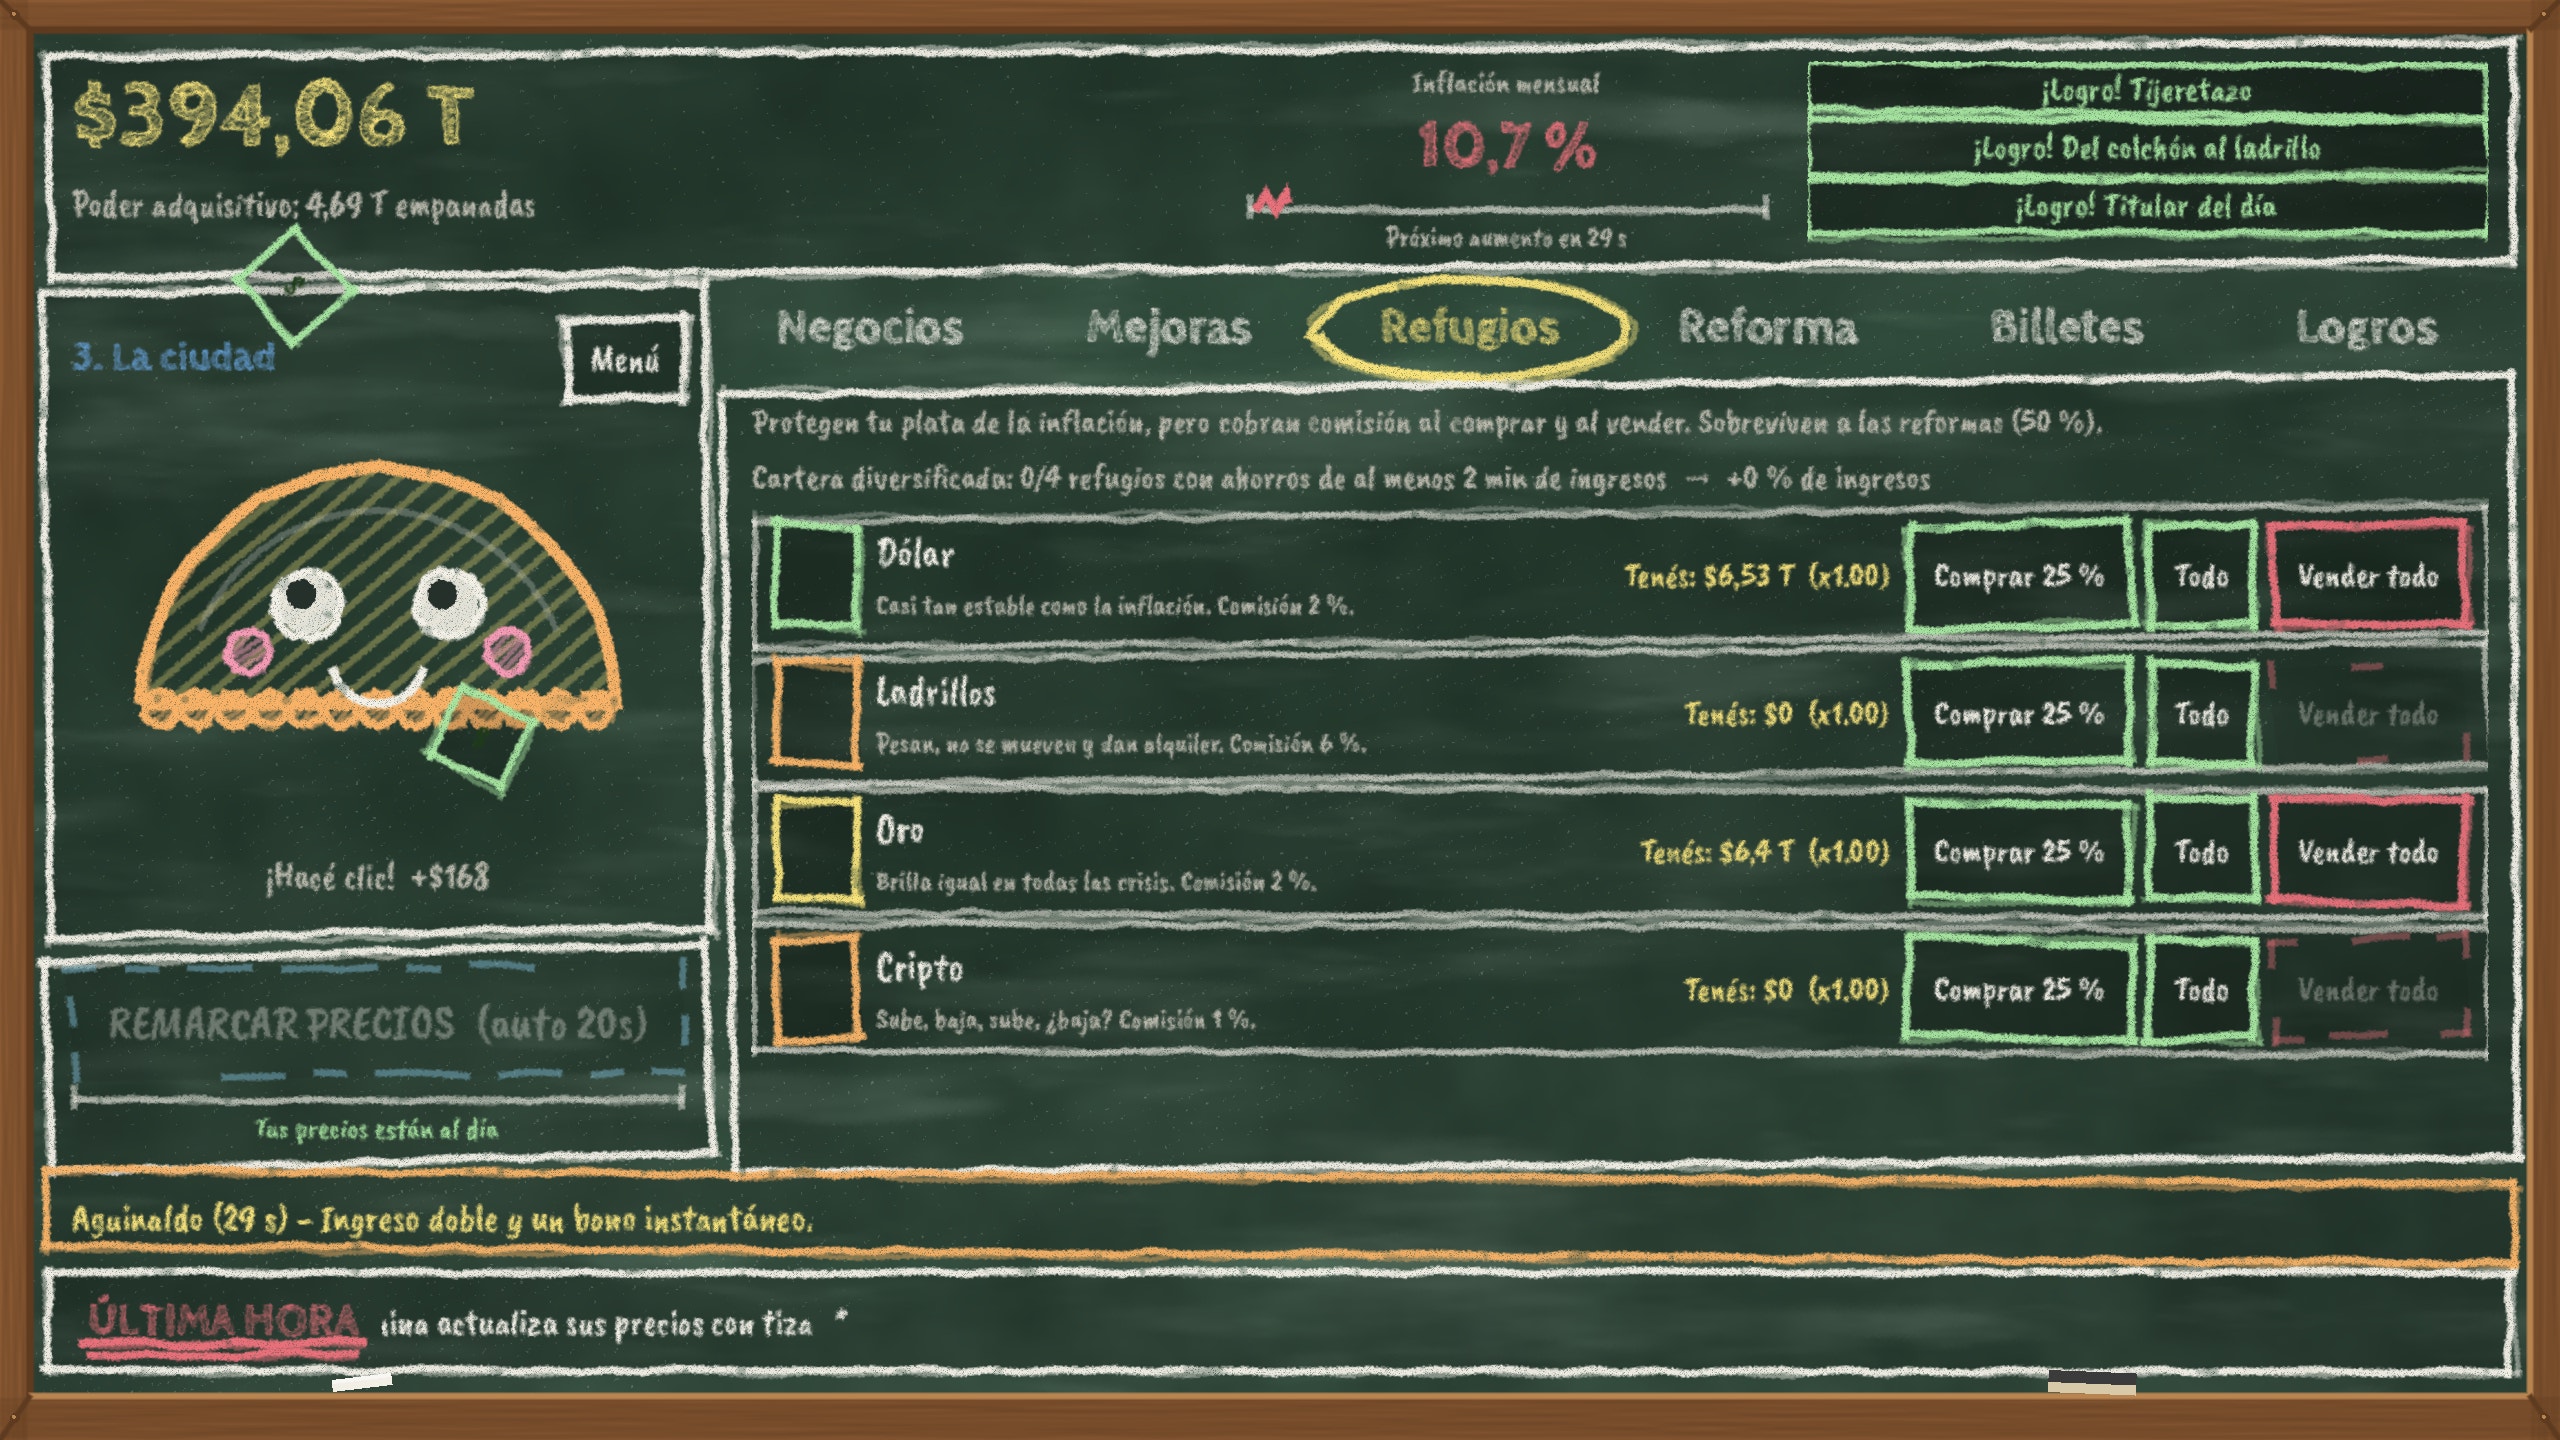 $394,06 T
Poder adquisitivo: 4,69 T empanadas
Inflación mensual
10,7 %
Próximo aumento en 29 s
¡Logro! Tijeretazo
¡Logro! Del colchón al ladrillo
¡Logro! Titular del día
3. La ciudad
Menú
¡Hacé clic! +$168
REMARCAR PRECIOS (auto 20s)
Tus precios están al día
Negocios Mejoras Refugios Reforma Billetes Logros
Protegen tu plata de la inflación, pero cobran comisión al comprar y al vender. Sobreviven a las reformas (50 %).
Cartera diversificada: 0/4 refugios con ahorros de al menos 2 min de ingresos → +0 % de ingresos
Dólar
Casi tan estable como la inflación. Comisión 2 %.
Tenés: $6,53 T (x1.00) Comprar 25 % Todo Vender todo
Ladrillos
Pesan, no se mueven y dan alquiler. Comisión 6 %.
Tenés: $0 (x1.00) Comprar 25 % Todo Vender todo
Oro
Brilla igual en todas las crisis. Comisión 2 %.
Tenés: $6,4 T (x1.00) Comprar 25 % Todo Vender todo
Cripto
Sube, baja, sube, ¿baja? Comisión 1 %.
Tenés: $0 (x1.00) Comprar 25 % Todo Vender todo
Aguinaldo (29 s) - Ingreso doble y un bono instantáneo.
ÚLTIMA HORA actualiza sus precios con tiza *